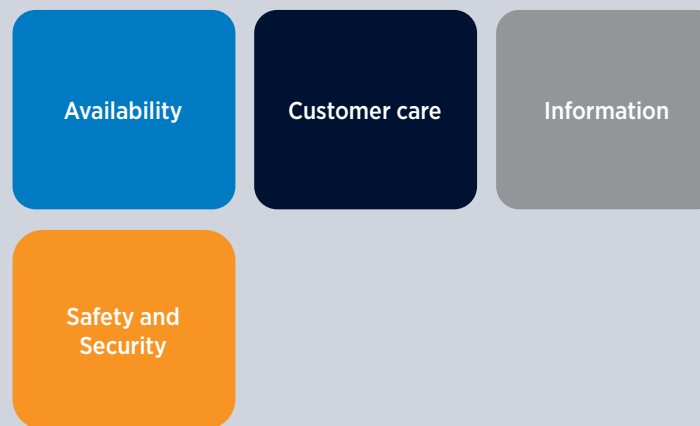 Availability
Customer care
Information
Safety and
Security